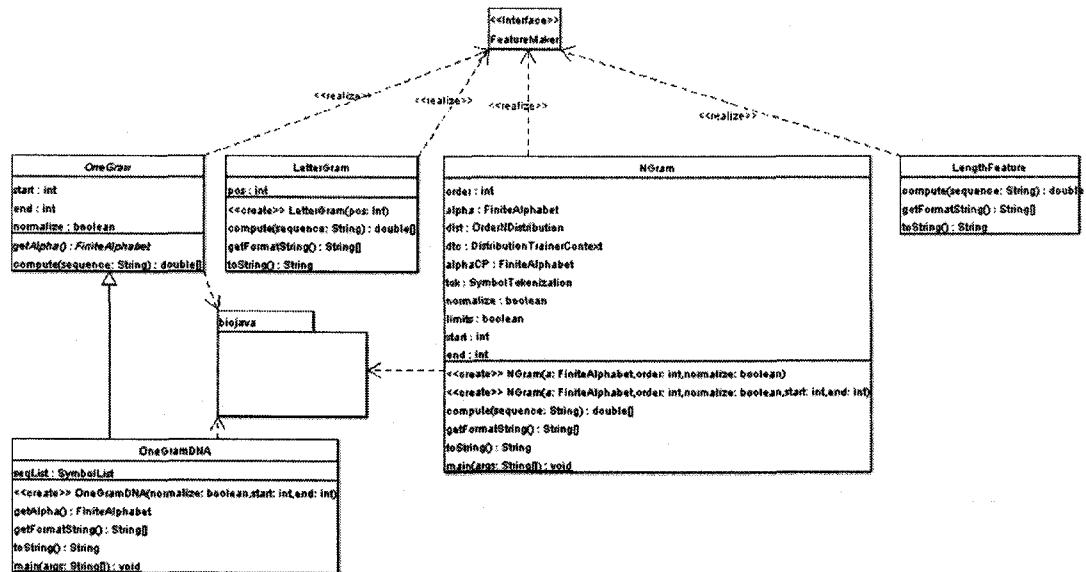 <<Interface>>
FeatureMaker
<<realize>>
<<realize>>
<<realize>>
<<realize>>
OneGram
start : int
end : int
normalize : boolean
getAlpha() : FiniteAlphabet
compute(sequence: String) : double[]
LetterGram
pos : int
<<create>> LetterGram(pos: int)
compute(sequence: String) : double[]
getFormatString() : String[]
toString() : String
NGram
order : int
alpha : FiniteAlphabet
dist : OrderNDistribution
dtc : DistributionTrainerContext
alphaCP : FiniteAlphabet
tok : SymbolTokenization
normalize : boolean
limits : boolean
start : int
end : int
<<create>> NGram(a: FiniteAlphabet,order: int,normalize: boolean)
<<create>> NGram(a: FiniteAlphabet,order: int,normalize: boolean,start: int,end: int)
compute(sequence: String) : double[]
getFormatString() : String[]
toString() : String
main(args: String[]) : void
LengthFeature
compute(sequence: String) : double
getFormatString() : String[]
toString() : String
biojava
OneGramDNA
seqList : SymbolList
<<create>> OneGramDNA(normalize: boolean,start: int,end: int)
getAlpha() : FiniteAlphabet
getFormatString() : String[]
toString() : String
main(args: String[]) : void